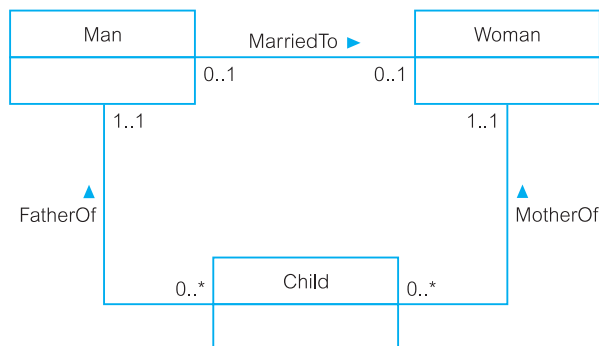 Man
MarriedTo
Woman
0..1
0..1
1..1
1..1
FatherOf
MotherOf
0..*
Child
0..*